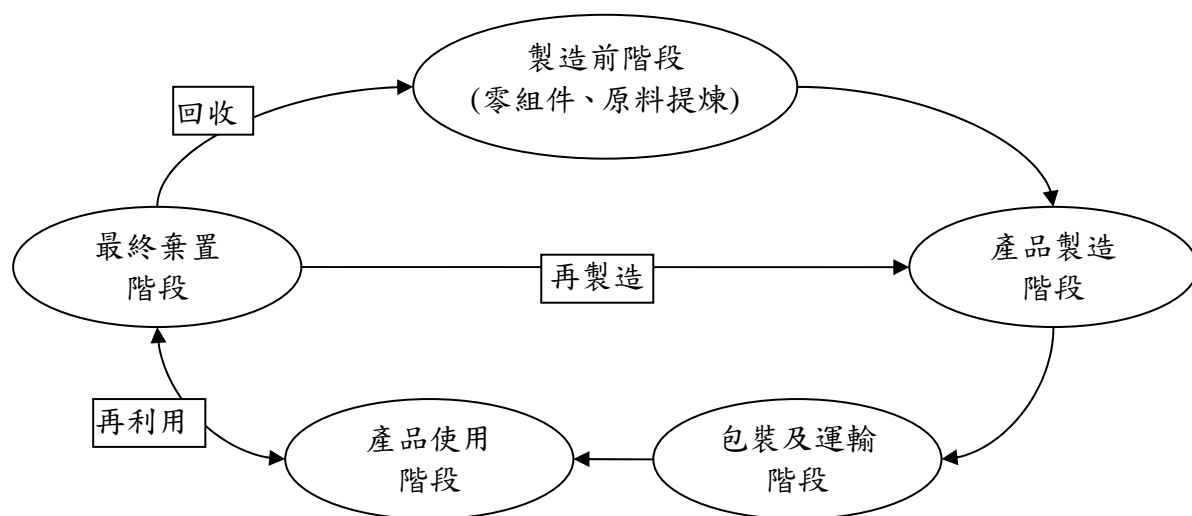 製造前階段
(零組件、原料提煉)
回收
最終棄置
階段
再製造
產品製造
階段
再利用
產品使用
階段
包裝及運輸
階段